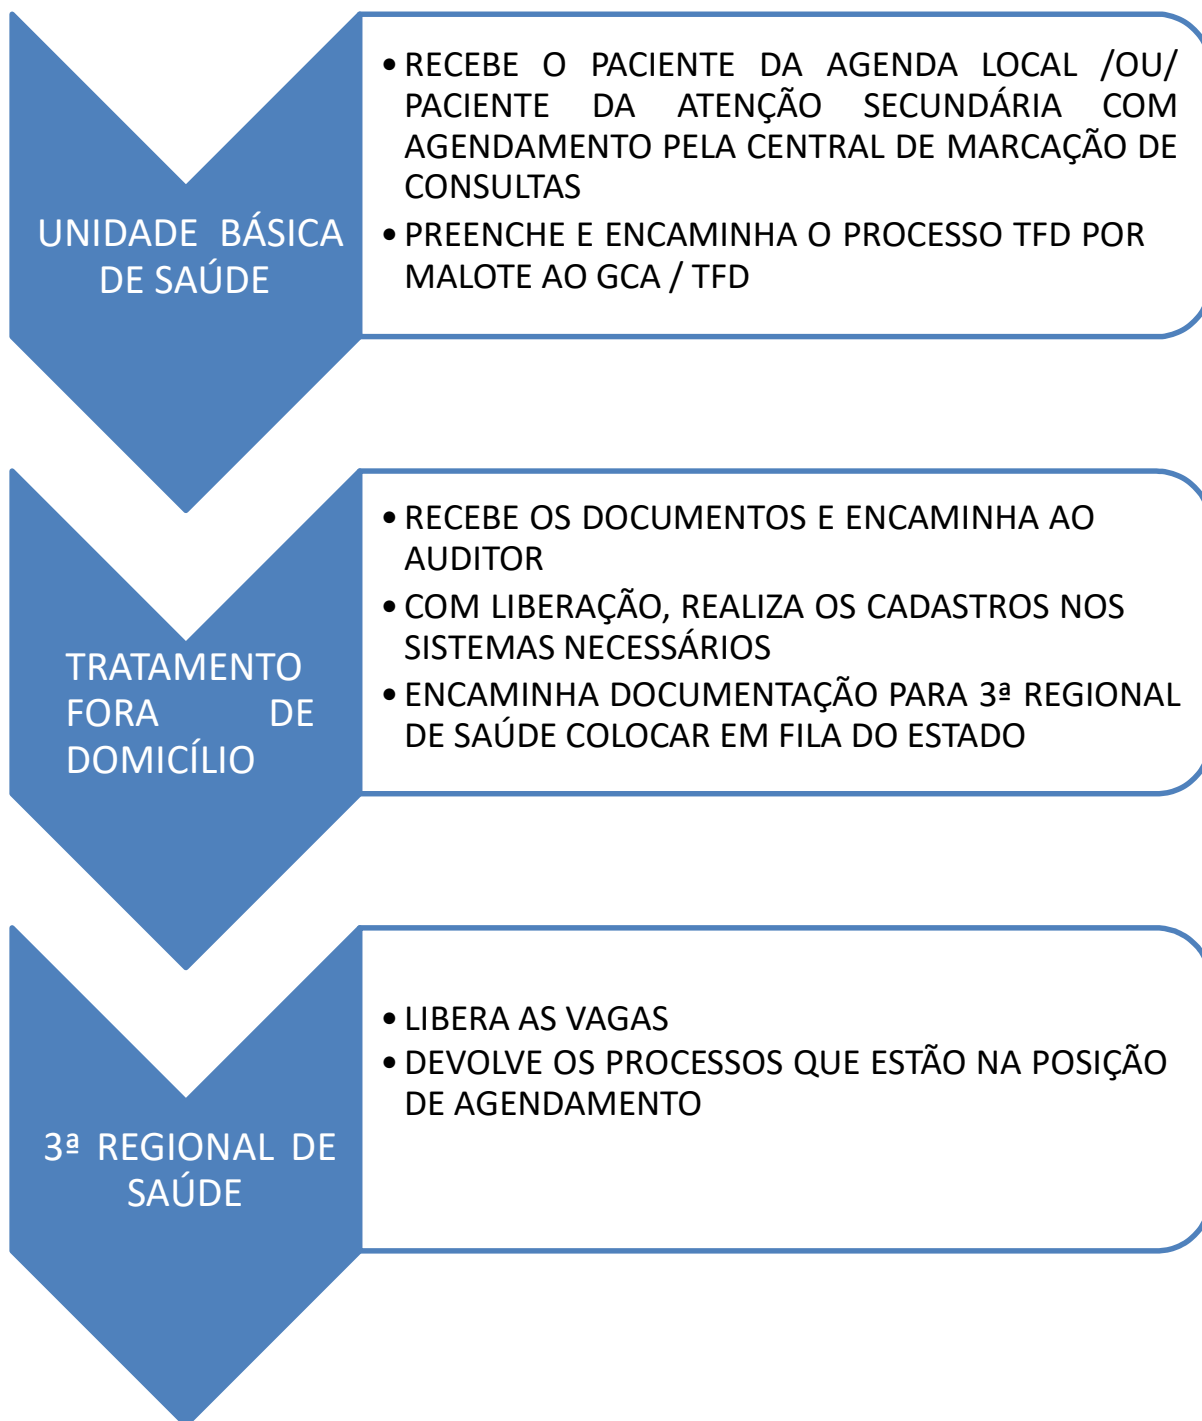 UNIDADE BÁSICA
DE SAÚDE
• RECEBE O PACIENTE DA AGENDA LOCAL /OU/
PACIENTE DA ATENÇÃO SECUNDÁRIA COM
AGENDAMENTO PELA CENTRAL DE MARCAÇÃO DE
CONSULTAS
• PREENCHE E ENCAMINHA O PROCESSO TFD POR
MALOTE AO GCA / TFD
TRATAMENTO
FORA DE
DOMICÍLIO
• RECEBE OS DOCUMENTOS E ENCAMINHA AO
AUDITOR
• COM LIBERAÇÃO, REALIZA OS CADASTROS NOS
SISTEMAS NECESSÁRIOS
• ENCAMINHA DOCUMENTAÇÃO PARA 3ª REGIONAL
DE SAÚDE COLOCAR EM FILA DO ESTADO
3ª REGIONAL DE
SAÚDE
• LIBERA AS VAGAS
• DEVOLVE OS PROCESSOS QUE ESTÃO NA POSIÇÃO
DE AGENDAMENTO